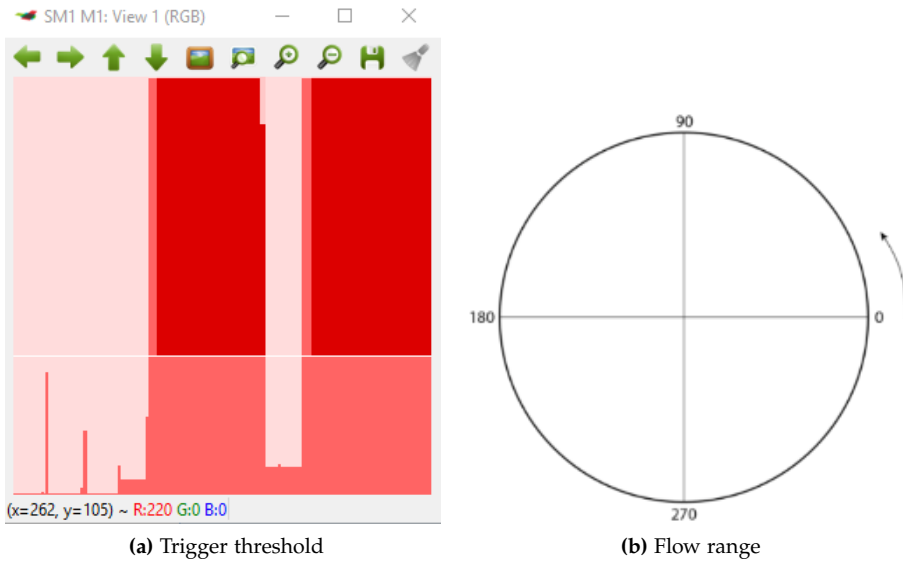 SM1 M1: View 1 (RGB)
90
180
0
270
(x=262, y=105) ~ R:220 G:0 B:0
(a) Trigger threshold
(b) Flow range